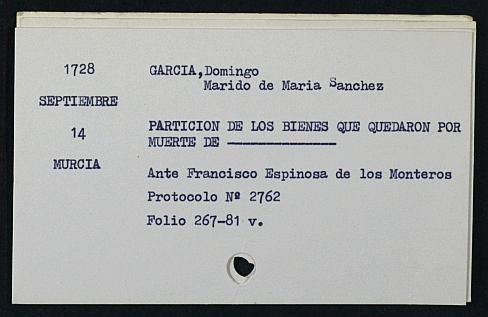 1728
SEPTIEMBRE
14
MURCIA
GARCIA,Domingo
Marido de Maria Sanchez
PARTICION DE LOS BIENES QUE QUEDARON POR
MUERTE DE ---------------
Ante Francisco Espinosa de los Monteros
Protocolo Nº 2762
Folio 267-81 v.